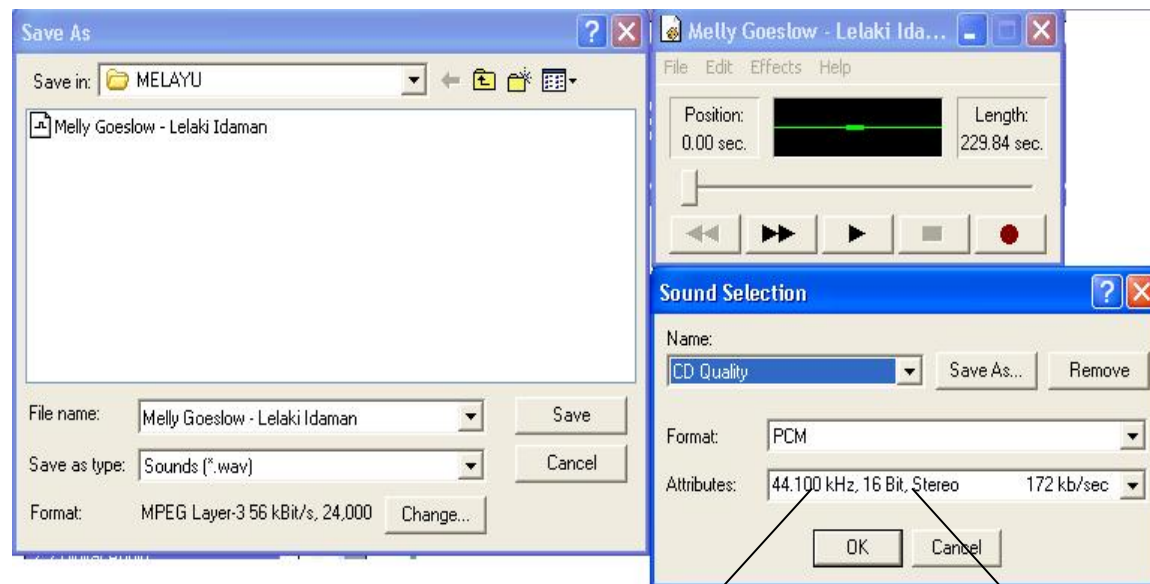 Save As
Save in: MELAYU
Melly Goeslow - Lelaki Idaman
File name: Melly Goeslow - Lelaki Idaman Save
Save as type: Sounds (*.wav) Cancel
Format: MPEG Layer-3 56 kBit/s, 24,000 Change...
Melly Goeslow - Lelaki Ida...
File Edit Effects Help
Position: Length:
0.00 sec. 229.84 sec.
Sound Selection
Name:
CD Quality Save As... Remove
Format: PCM
Attributes: 44.100 kHz, 16 Bit, Stereo 172 kb/sec
OK Cancel